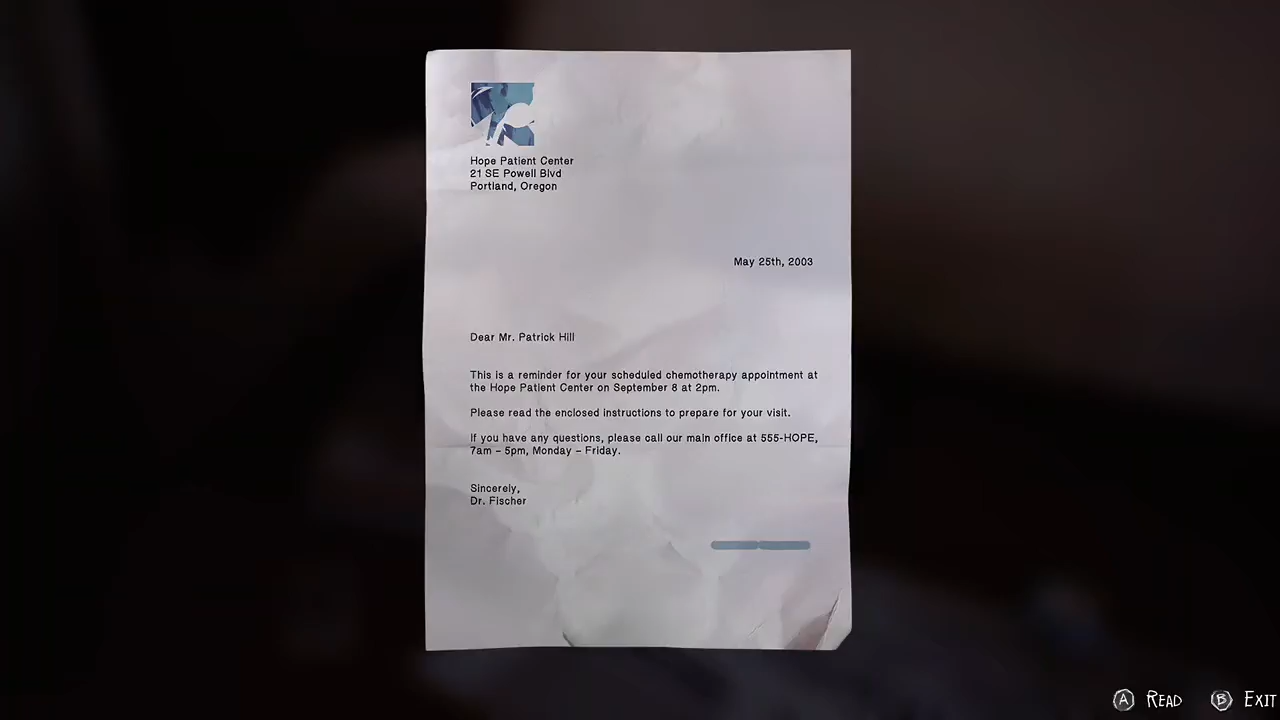 Hope Patient Center
21 SE Powell Blvd
Portland, Oregon
May 25th, 2003
Dear Mr. Patrick Hill
This is a reminder for your scheduled chemotherapy appointment at
the Hope Patient Center on September 8 at 2pm.
Please read the enclosed instructions to prepare for your visit.
If you have any questions, please call our main office at 555-HOPE,
7am – 5pm, Monday – Friday.
Sincerely,
Dr. Fischer
A READ B EXIT